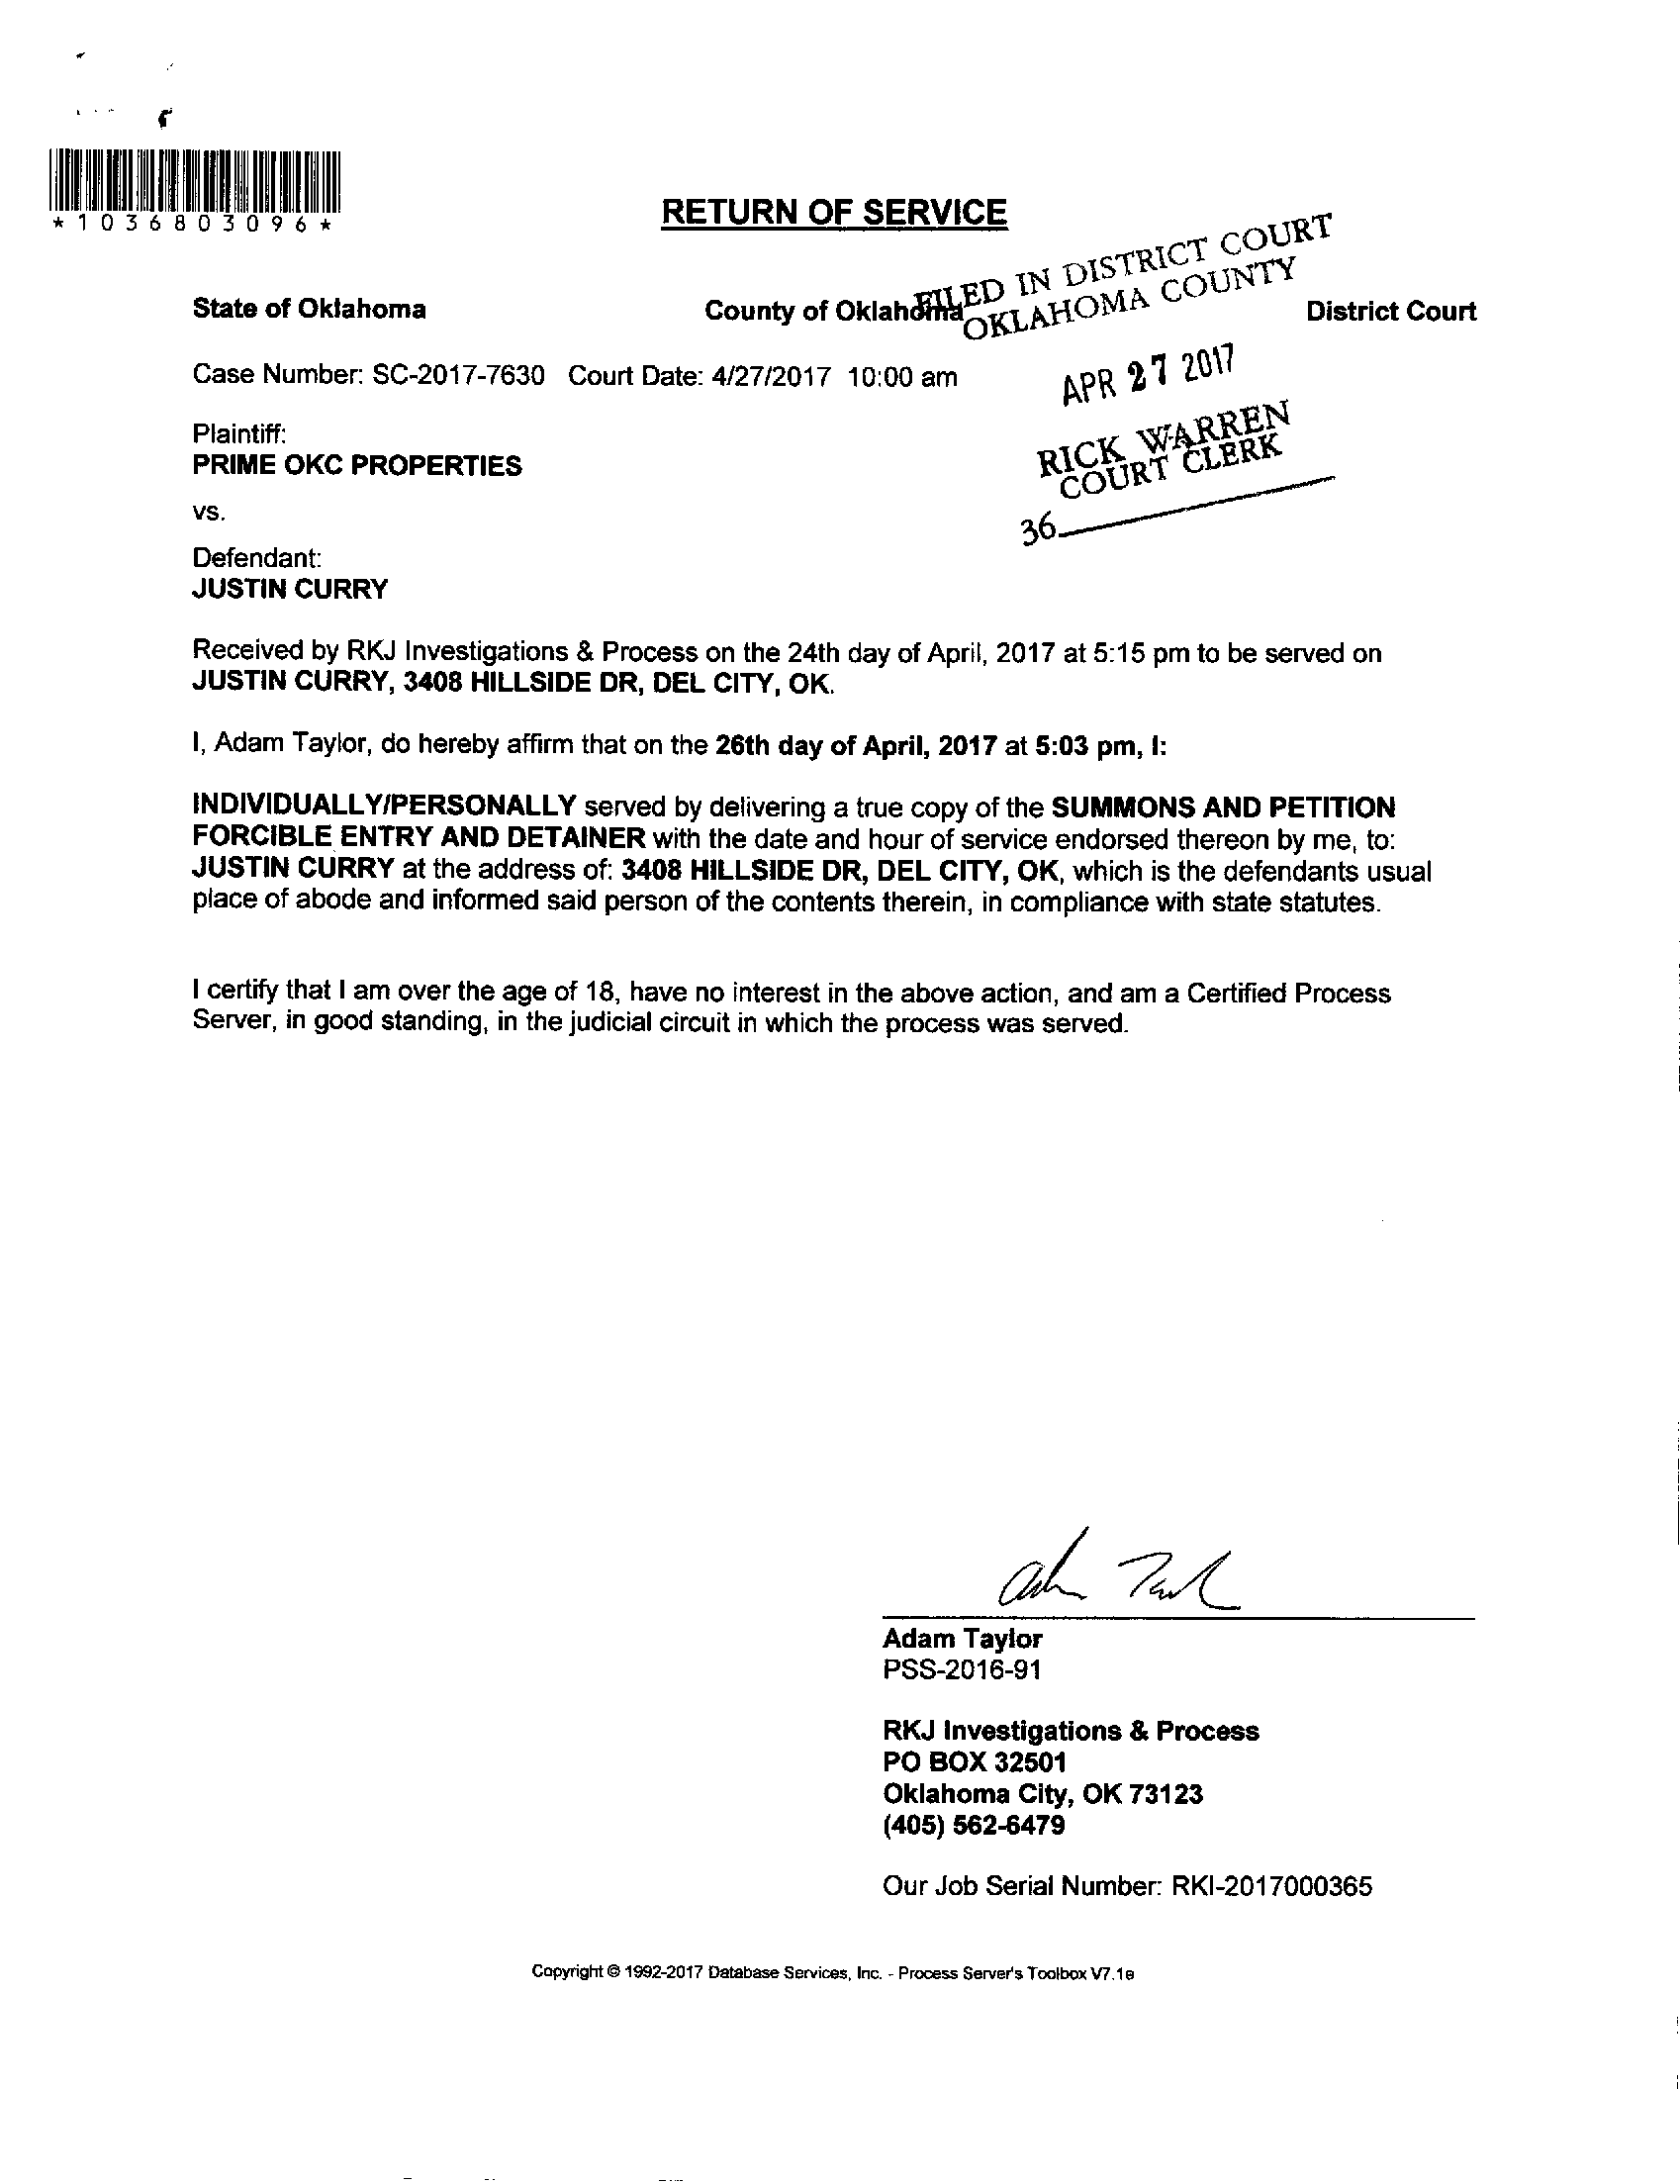 *1036803096*
RETURN OF SERVICE
FILED IN DISTRICT COURT
OKLAHOMA COUNTY
State of Oklahoma County of Oklahoma District Court
Case Number: SC-2017-7630 Court Date: 4/27/2017 10:00 am
APR 27 2017
Plaintiff:
PRIME OKC PROPERTIES
RICK WARREN
COURT CLERK
vs.
36
Defendant:
JUSTIN CURRY
Received by RKJ Investigations & Process on the 24th day of April, 2017 at 5:15 pm to be served on
JUSTIN CURRY, 3408 HILLSIDE DR, DEL CITY, OK.
I, Adam Taylor, do hereby affirm that on the 26th day of April, 2017 at 5:03 pm, I:
INDIVIDUALLY/PERSONALLY served by delivering a true copy of the SUMMONS AND PETITION
FORCIBLE ENTRY AND DETAINER with the date and hour of service endorsed thereon by me, to:
JUSTIN CURRY at the address of: 3408 HILLSIDE DR, DEL CITY, OK, which is the defendants usual
place of abode and informed said person of the contents therein, in compliance with state statutes.
I certify that I am over the age of 18, have no interest in the above action, and am a Certified Process
Server, in good standing, in the judicial circuit in which the process was served.
Adam Taylor
PSS-2016-91
RKJ Investigations & Process
PO BOX 32501
Oklahoma City, OK 73123
(405) 562-6479
Our Job Serial Number: RKI-2017000365
Copyright © 1992-2017 Database Services, Inc. - Process Server's Toolbox V7.1e